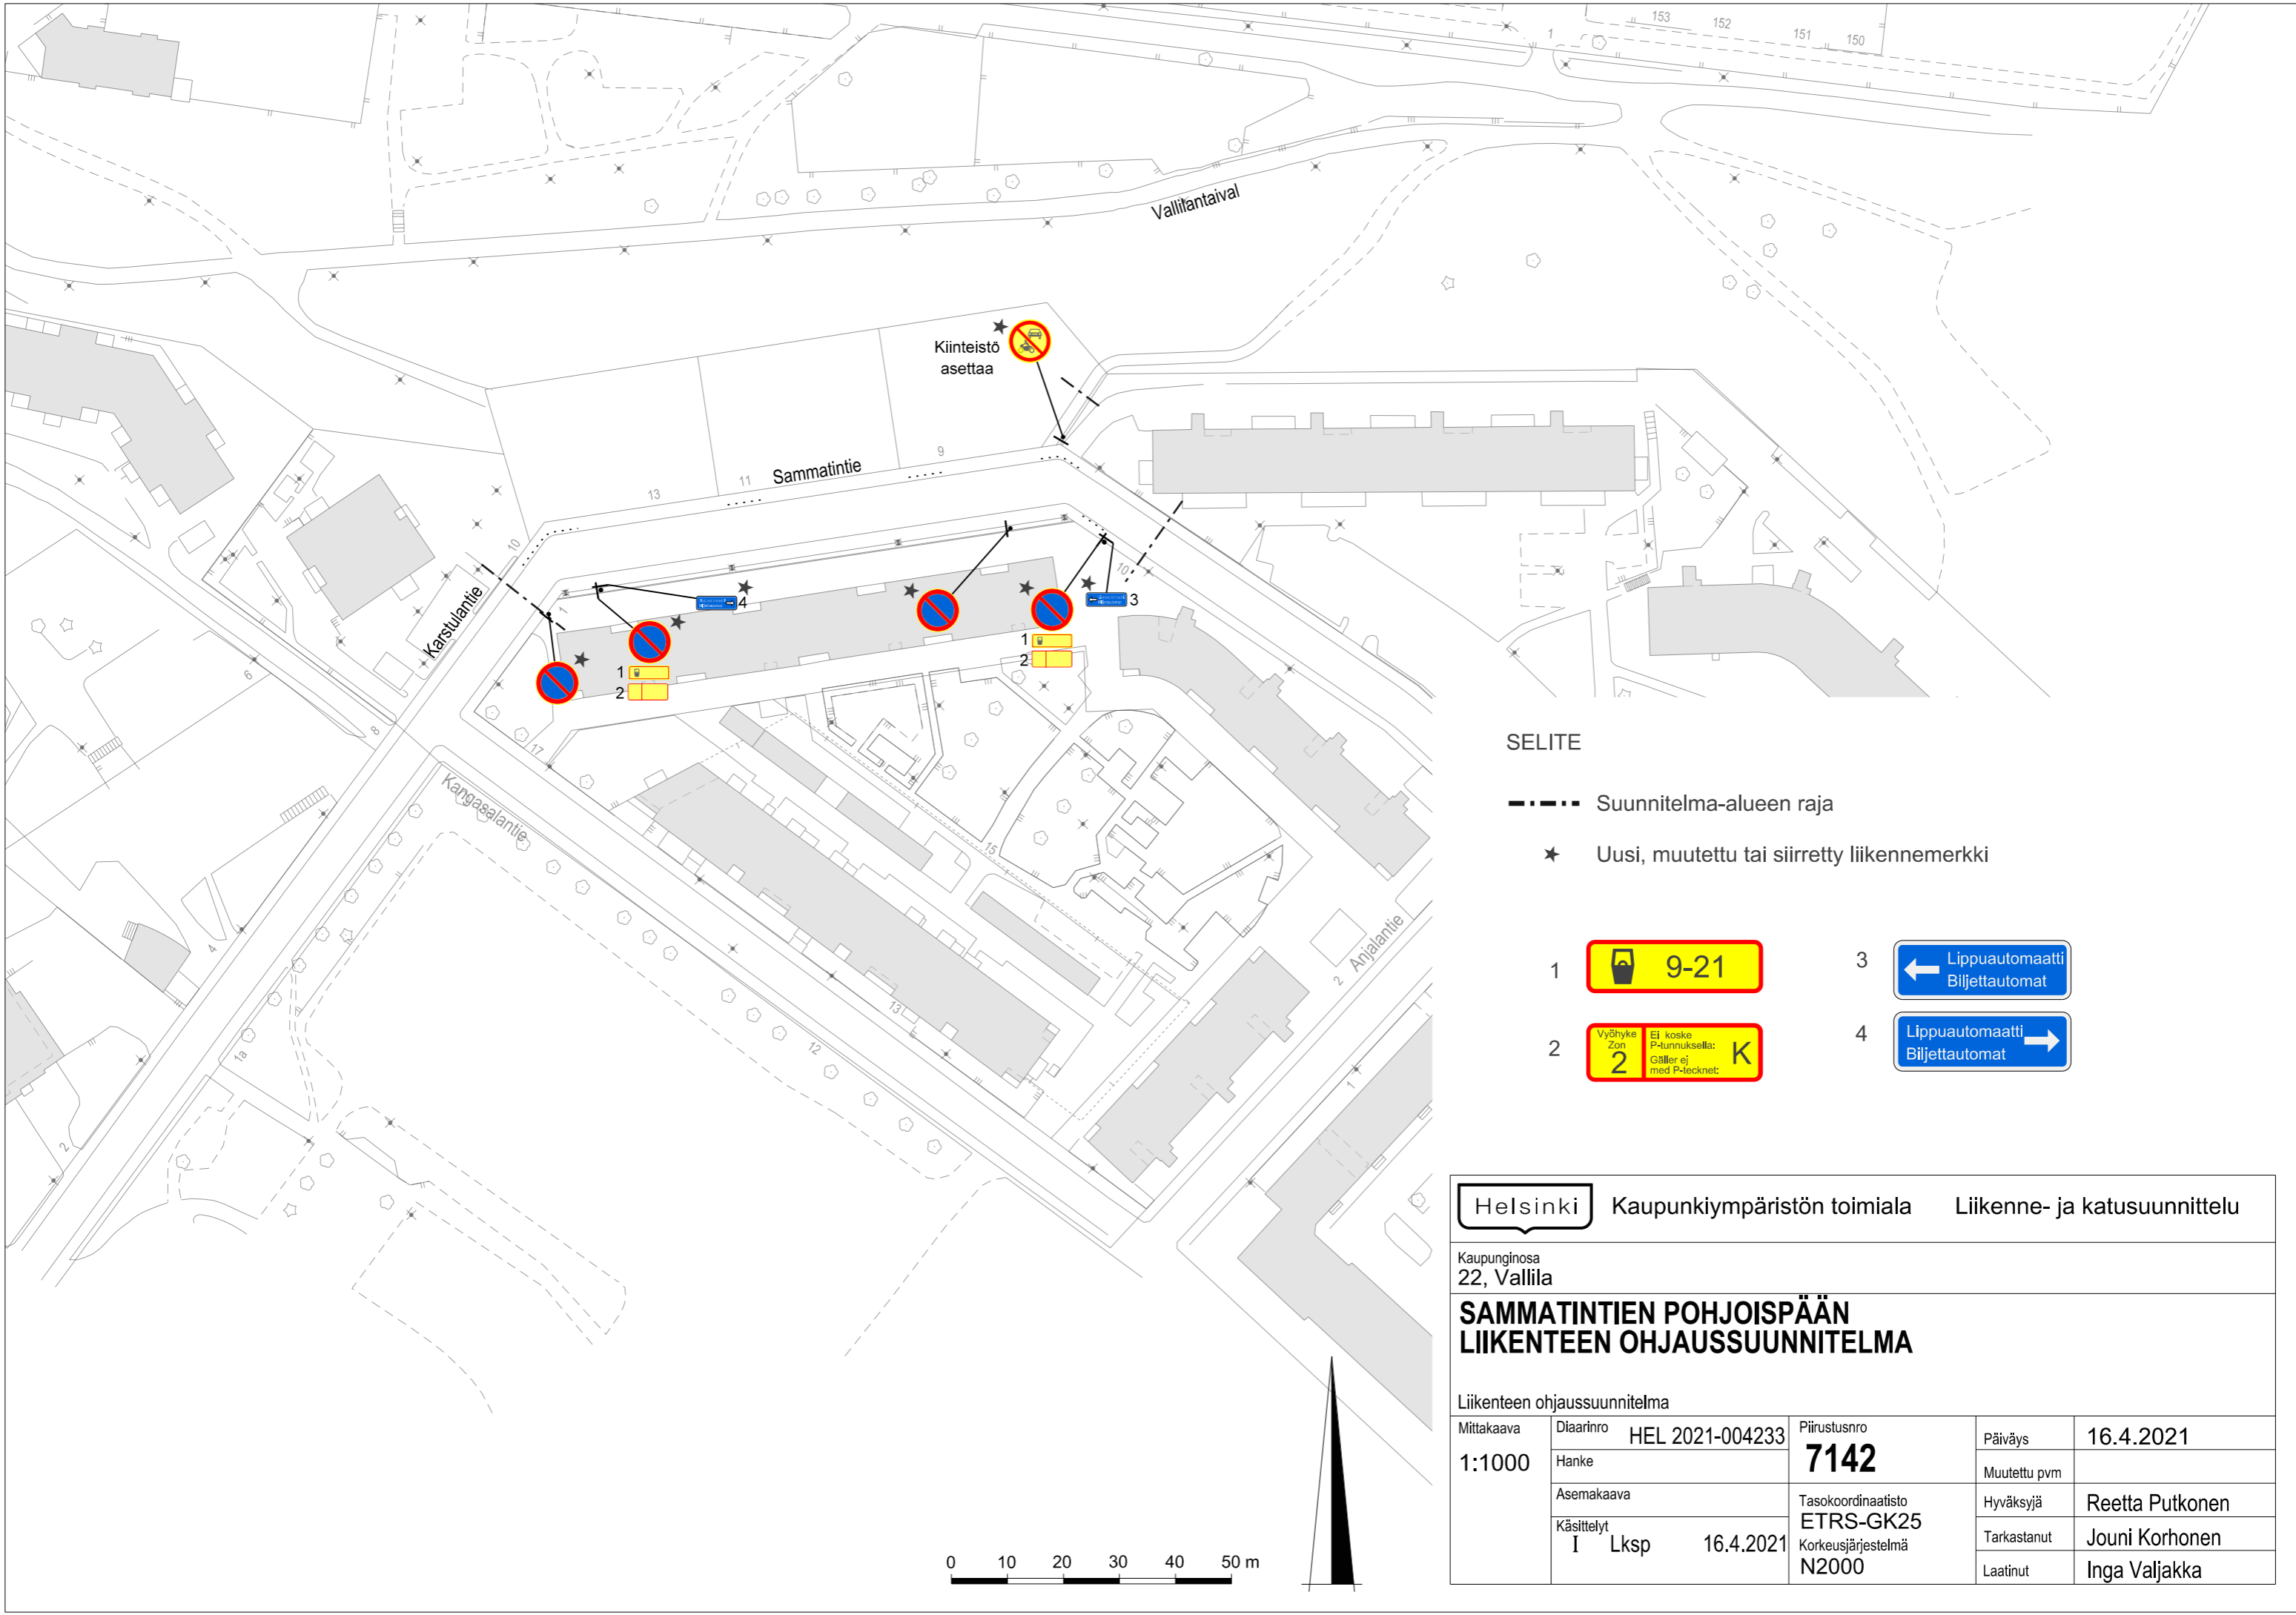 153
152
151
150
1
Vallilantaival
Kiinteistö
asettaa
Sammatintie
9
11
13
10
Karstulantie
1
10
4
3
1
2
1
2
6
8
17
Kangasalantie
15
4
13
12
1a
2
Anjalantie
2
1
SELITE
Suunnitelma-alueen raja
Uusi, muutettu tai siirretty liikennemerkki
1
9-21
3
Lippuautomaatti
Biljettautomat
2
Vyöhyke
Zon
2
Ei koske
P-tunnuksella:
Gäller ej
med P-tecknet:
K
4
Lippuautomaatti
Biljettautomat
Helsinki
Kaupunkiympäristön toimiala Liikenne- ja katusuunnittelu
Kaupunginosa
22, Vallila
SAMMATINTIEN POHJOISPÄÄN
LIIKENTEEN OHJAUSSUUNNITELMA
Liikenteen ohjaussuunnitelma
Mittakaava
1:1000
Diaarinro HEL 2021-004233
Hanke
Asemakaava
Käsittelyt
I Lksp 16.4.2021
Piirustusnro
7142
Tasokoordinaatisto
ETRS-GK25
Korkeusjärjestelmä
N2000
Päiväys 16.4.2021
Muutettu pvm
Hyväksyjä Reetta Putkonen
Tarkastanut Jouni Korhonen
Laatinut Inga Valjakka
0 10 20 30 40 50 m